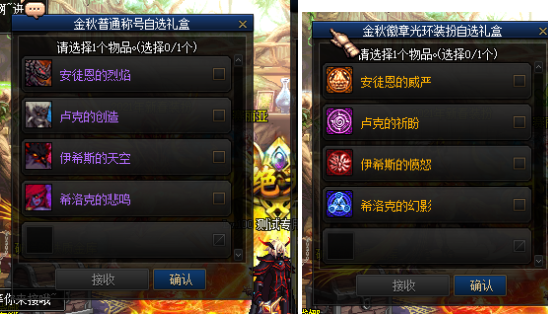 金秋普通称号自选礼盒
请选择1个物品。(选择0/1个)
安徒恩的烈焰
卢克的创造
伊希斯的天空
希洛克的悲鸣
接收
确认
金秋徽章光环装扮自选礼盒
请选择1个物品。(选择0/1个)
安徒恩的威严
卢克的祈盼
伊希斯的愤怒
希洛克的幻影
接收
确认